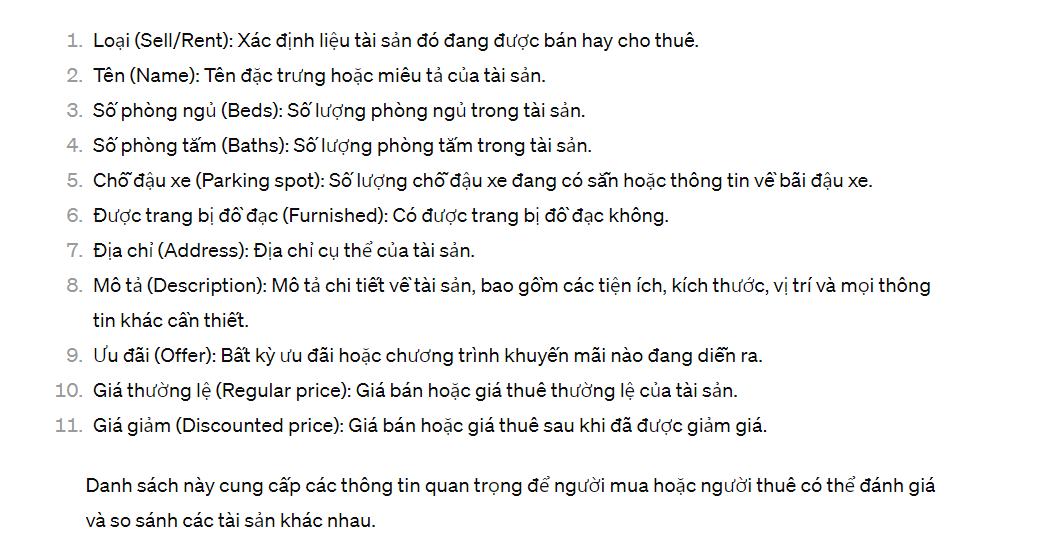 1. Loại (Sell/Rent): Xác định liệu tài sản đó đang được bán hay cho thuê.
2. Tên (Name): Tên đặc trưng hoặc miêu tả của tài sản.
3. Số phòng ngủ (Beds): Số lượng phòng ngủ trong tài sản.
4. Số phòng tắm (Baths): Số lượng phòng tắm trong tài sản.
5. Chỗ đậu xe (Parking spot): Số lượng chỗ đậu xe đang có sẵn hoặc thông tin về bãi đậu xe.
6. Được trang bị đồ đạc (Furnished): Có được trang bị đồ đạc không.
7. Địa chỉ (Address): Địa chỉ cụ thể của tài sản.
8. Mô tả (Description): Mô tả chi tiết về tài sản, bao gồm các tiện ích, kích thước, vị trí và mọi thông
tin khác cần thiết.
9. Ưu đãi (Offer): Bất kỳ ưu đãi hoặc chương trình khuyến mãi nào đang diễn ra.
10. Giá thường lệ (Regular price): Giá bán hoặc giá thuê thường lệ của tài sản.
11. Giá giảm (Discounted price): Giá bán hoặc giá thuê sau khi đã được giảm giá.
Danh sách này cung cấp các thông tin quan trọng để người mua hoặc người thuê có thể đánh giá
và so sánh các tài sản khác nhau.